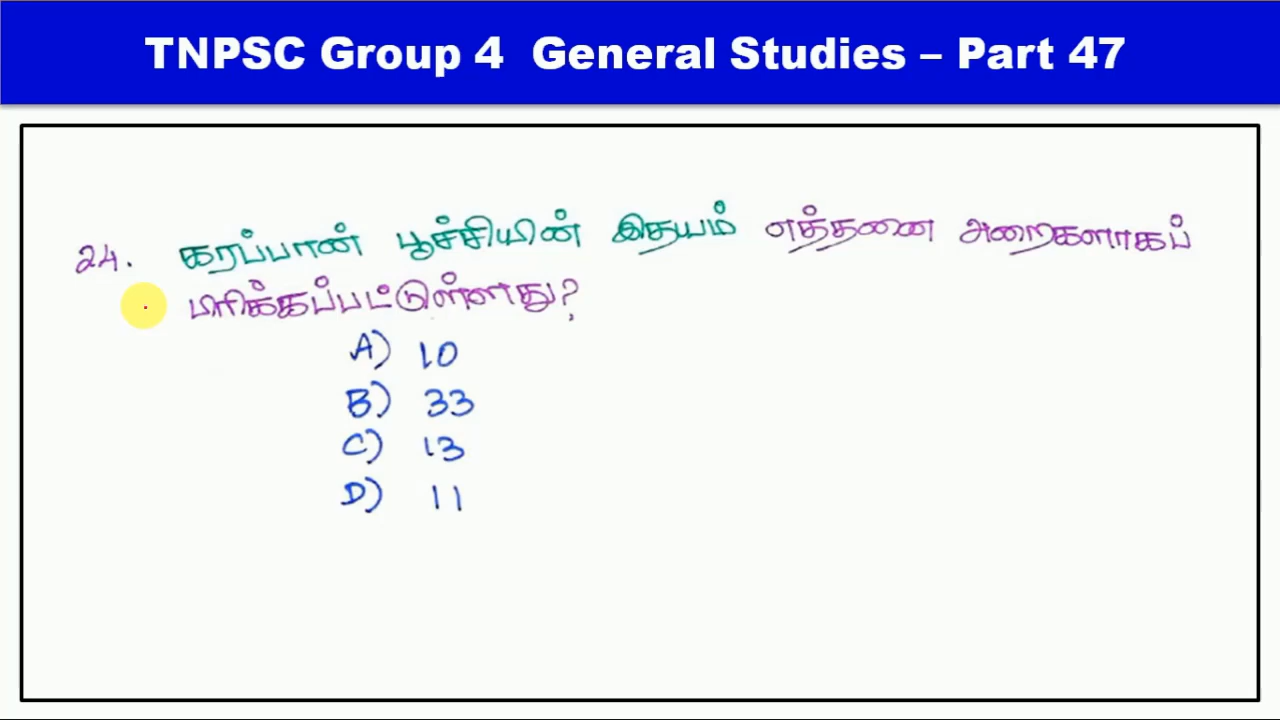 TNPSC Group 4 General Studies – Part 47
24. கரப்பான் பூச்சியின் இதயம் எத்தனை அறைகளாகப்
பிரிக்கப்பட்டுள்ளது?
A) 10
B) 33
C) 13
D) 11